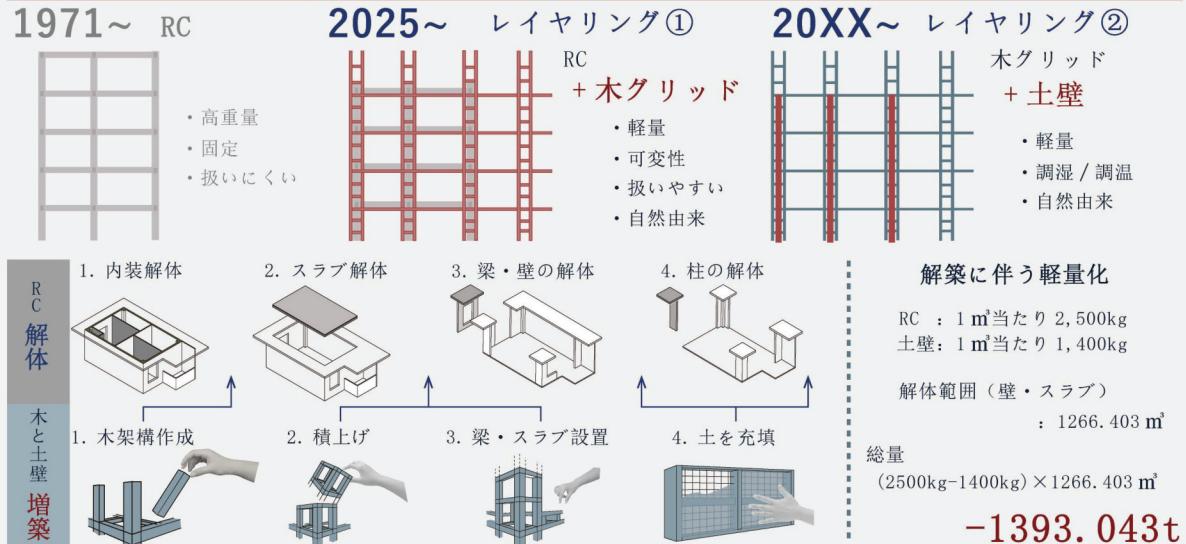 1971~ RC
・高重量
・固定
・扱いにくい
2025~ レイヤリング①
RC
+木グリッド
・軽量
・可変性
・扱いやすい
・自然由来
20XX~ レイヤリング②
木グリッド
+土壁
・軽量
・調湿/調温
・自然由来
RC
解体
1. 内装解体
2. スラブ解体
3. 梁・壁の解体
4. 柱の解体
木と土壁
増築
1. 木架構作成
2. 積上げ
3. 梁・スラブ設置
4. 土を充填
解築に伴う軽量化
RC ：1㎥当たり2,500kg
土壁：1㎥当たり1,400kg
解体範囲（壁・スラブ）
：1266.403㎥
総量
(2500kg-1400kg)×1266.403㎥
-1393.043t